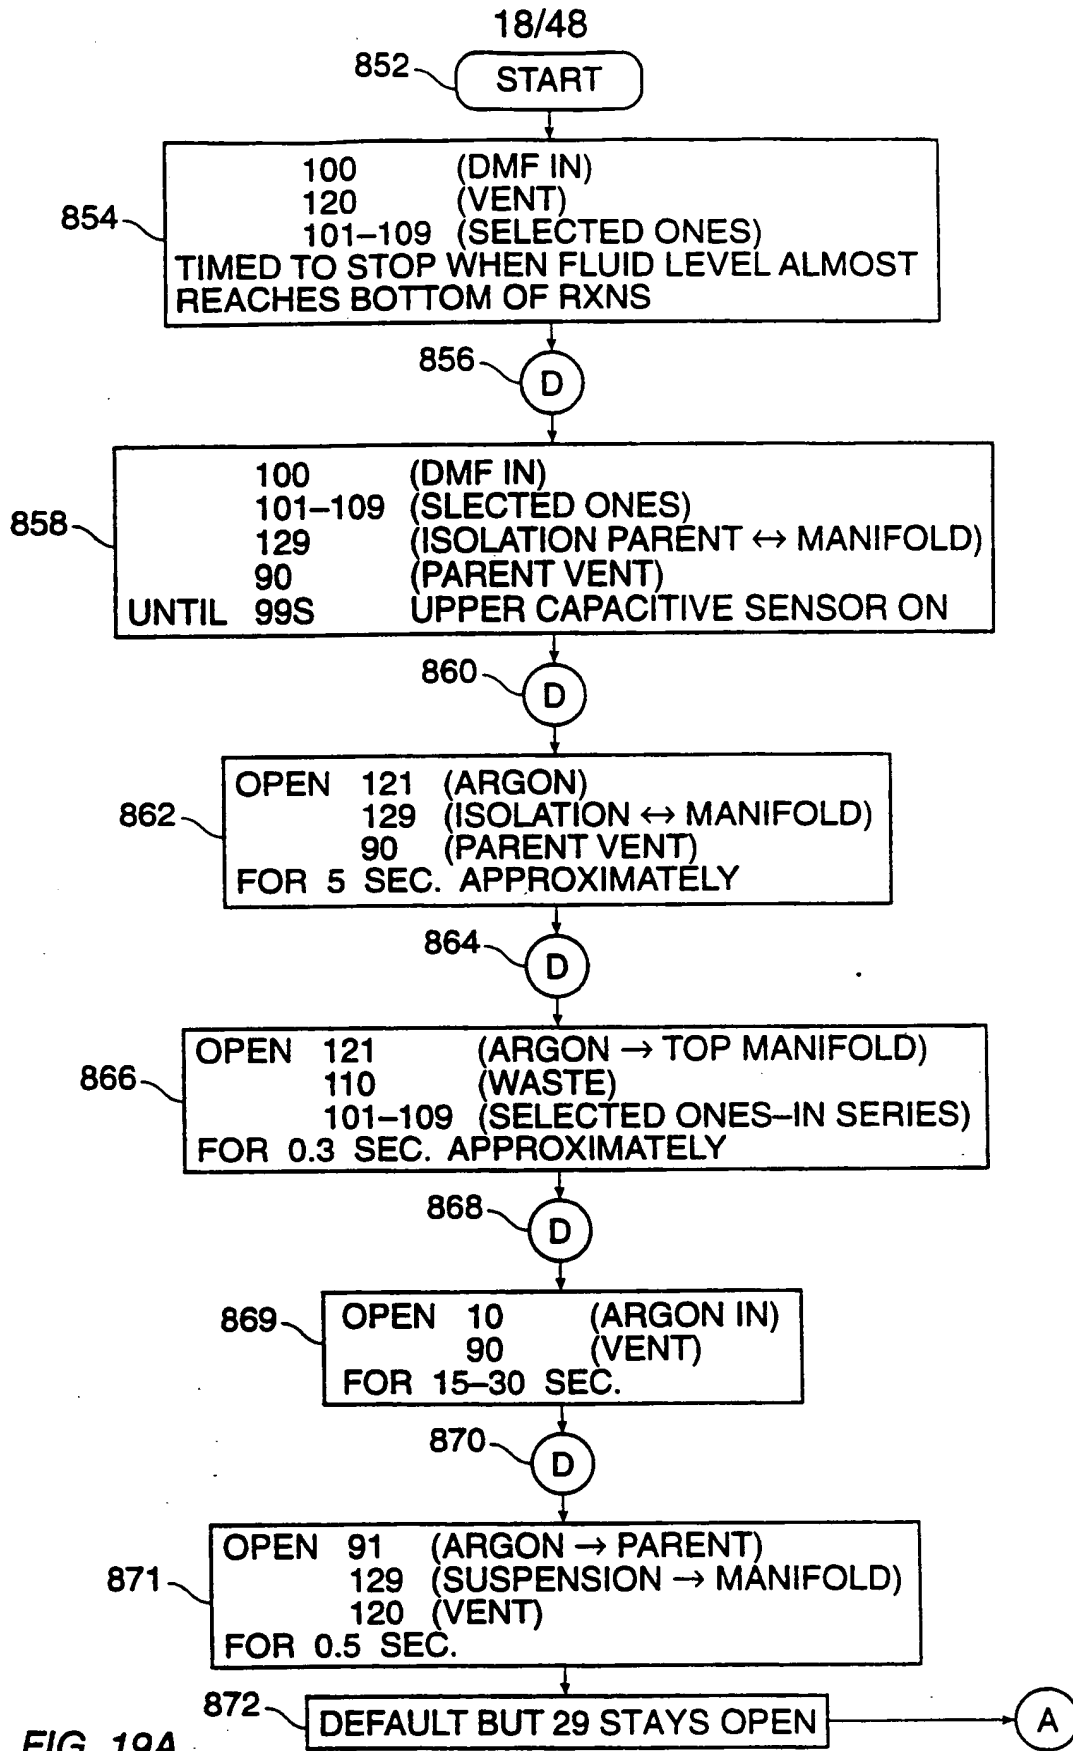 18/48
852
START
100 (DMF IN)
120 (VENT)
854
101–109 (SELECTED ONES)
TIMED TO STOP WHEN FLUID LEVEL ALMOST
REACHES BOTTOM OF RXNS
856
D
100 (DMF IN)
101–109 (SLECTED ONES)
858
129 (ISOLATION PARENT ↔ MANIFOLD)
90 (PARENT VENT)
UNTIL 99S UPPER CAPACITIVE SENSOR ON
860
D
OPEN 121 (ARGON)
862
129 (ISOLATION ↔ MANIFOLD)
90 (PARENT VENT)
FOR 5 SEC. APPROXIMATELY
864
D
OPEN 121 (ARGON → TOP MANIFOLD)
866
110 (WASTE)
101–109 (SELECTED ONES–IN SERIES)
FOR 0.3 SEC. APPROXIMATELY
868
D
869
OPEN 10 (ARGON IN)
90 (VENT)
FOR 15–30 SEC.
870
D
OPEN 91 (ARGON → PARENT)
871
129 (SUSPENSION → MANIFOLD)
120 (VENT)
FOR 0.5 SEC.
872
DEFAULT BUT 29 STAYS OPEN
A
FIG. 19A